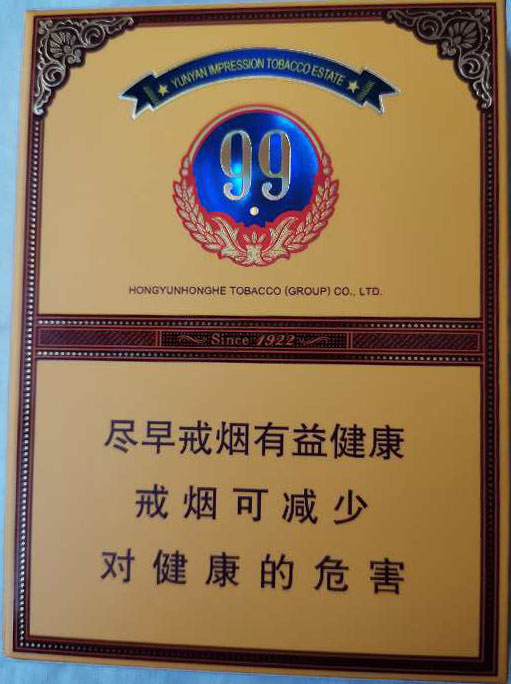 YUNYAN IMPRESSION TOBACCO ESTATE
99
HONGYUNHONGHE TOBACCO (GROUP) CO., LTD.
Since 1922
尽早戒烟有益健康
戒烟可减少
对健康的危害